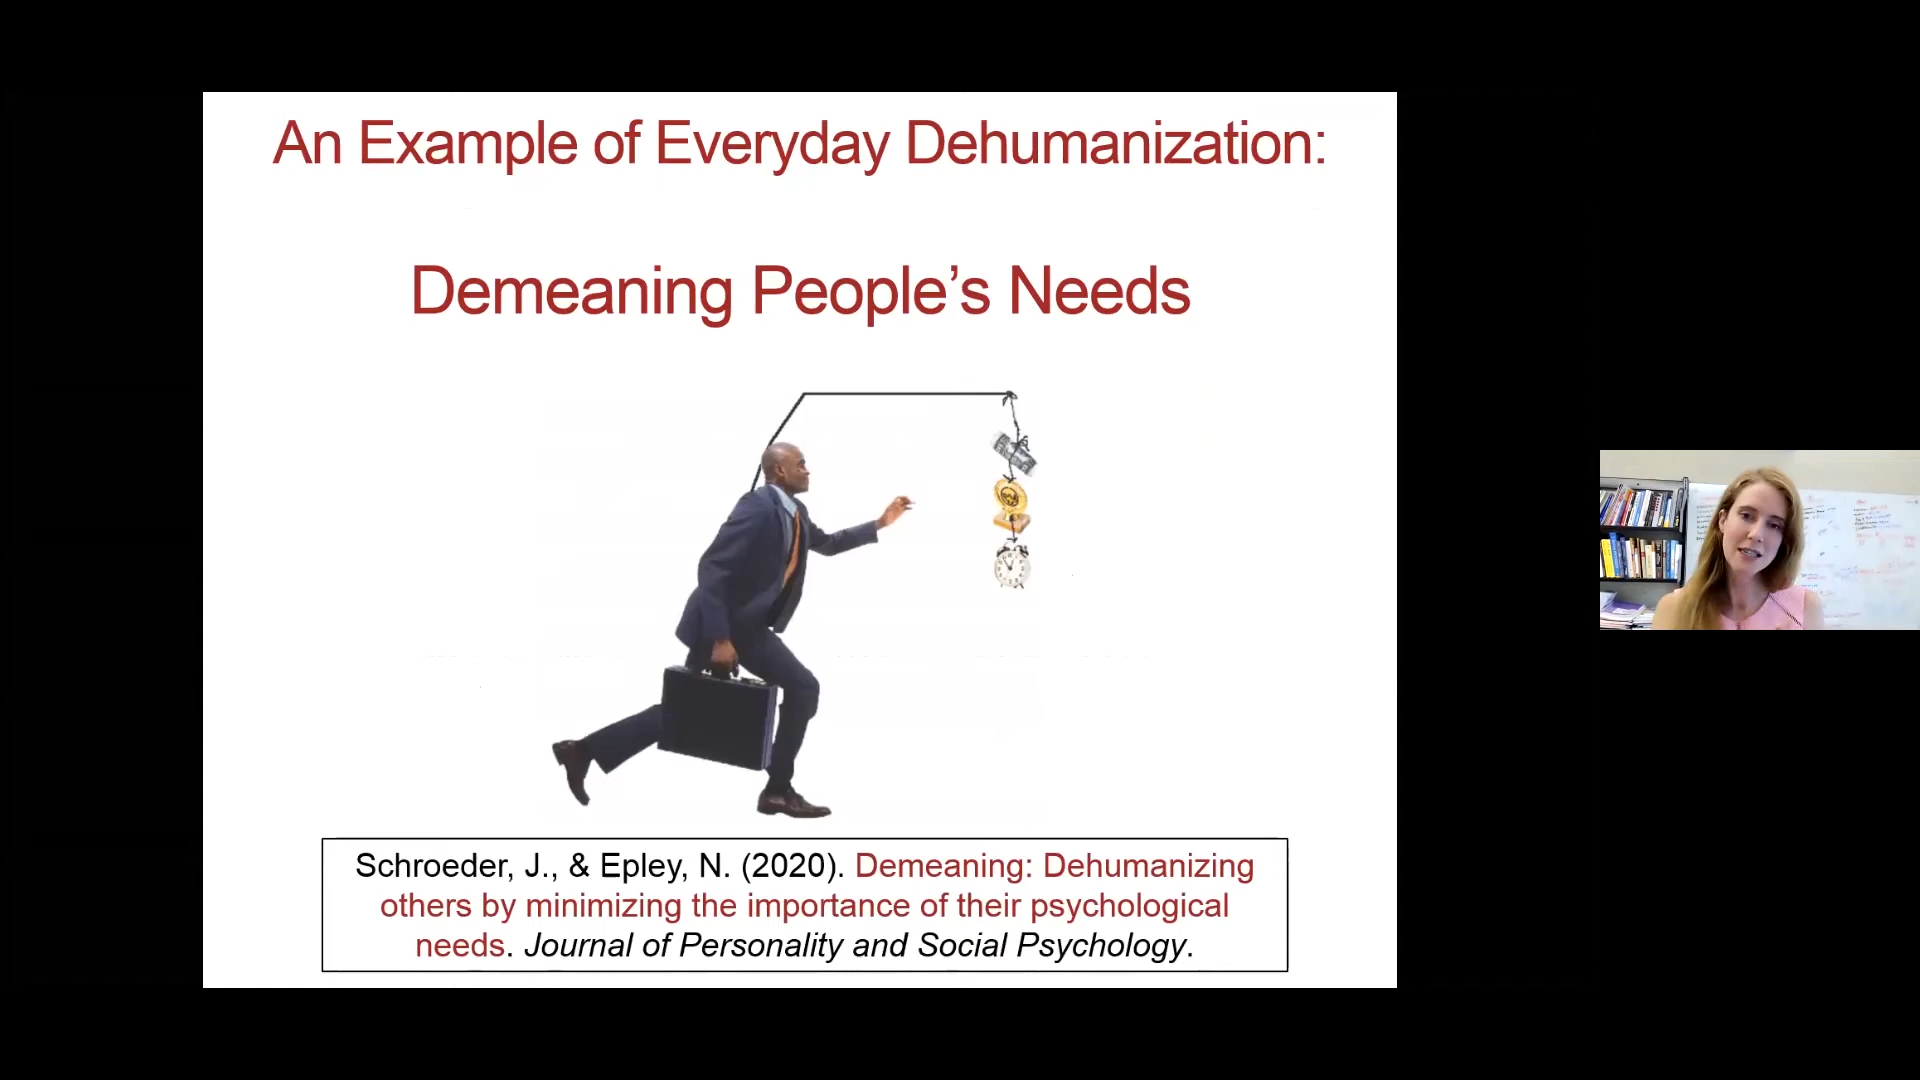 An Example of Everyday Dehumanization:
Demeaning People’s Needs
Schroeder, J., & Epley, N. (2020). Demeaning: Dehumanizing
others by minimizing the importance of their psychological
needs. Journal of Personality and Social Psychology.